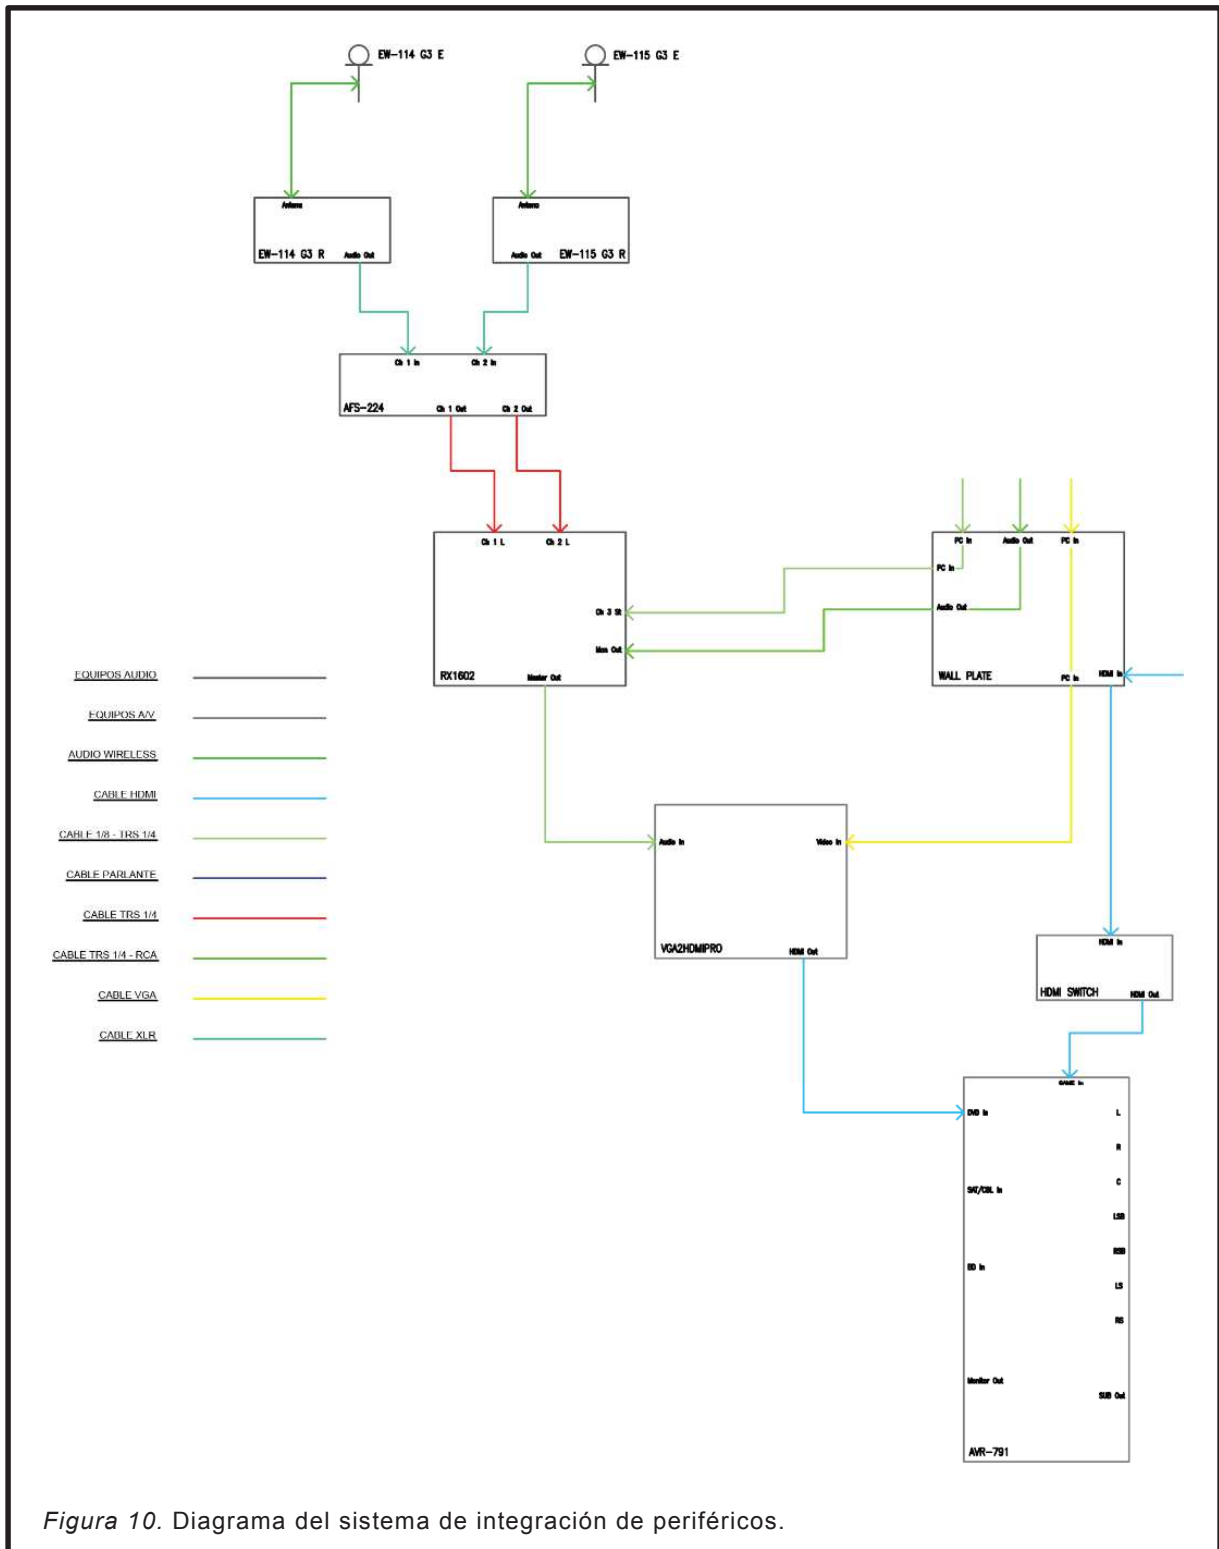 EW-114 G3 E
EW-115 G3 E
Antena
EW-114 G3 R
Audio Out
Antena
Audio Out
EW-115 G3 R
Ch 1 In
Ch 2 In
AFS-224
Ch 1 Out
Ch 2 Out
Ch 1 L
Ch 2 L
Ch 3 St
Mon Out
RX1602
Master Out
PC In
Audio Out
PC In
PC In
Audio Out
WALL PLATE
PC In
HDMI In
EQUIPOS AUDIO
EQUIPOS A/V
AUDIO WIRELESS
CABLE HDMI
CABLE 1/8 - TRS 1/4
CABLE PARLANTE
CABLE TRS 1/4
CABLE TRS 1/4 - RCA
CABLE VGA
CABLE XLR
Audio In
Video In
VGA2HDMIPRO
HDMI Out
HDMI In
HDMI SWITCH
HDMI Out
GAME In
DVD In
L
R
C
SAT/CBL In
LSB
RSB
BD In
LS
RS
Monitor Out
SUB Out
AVR-791
Figura 10. Diagrama del sistema de integración de periféricos.